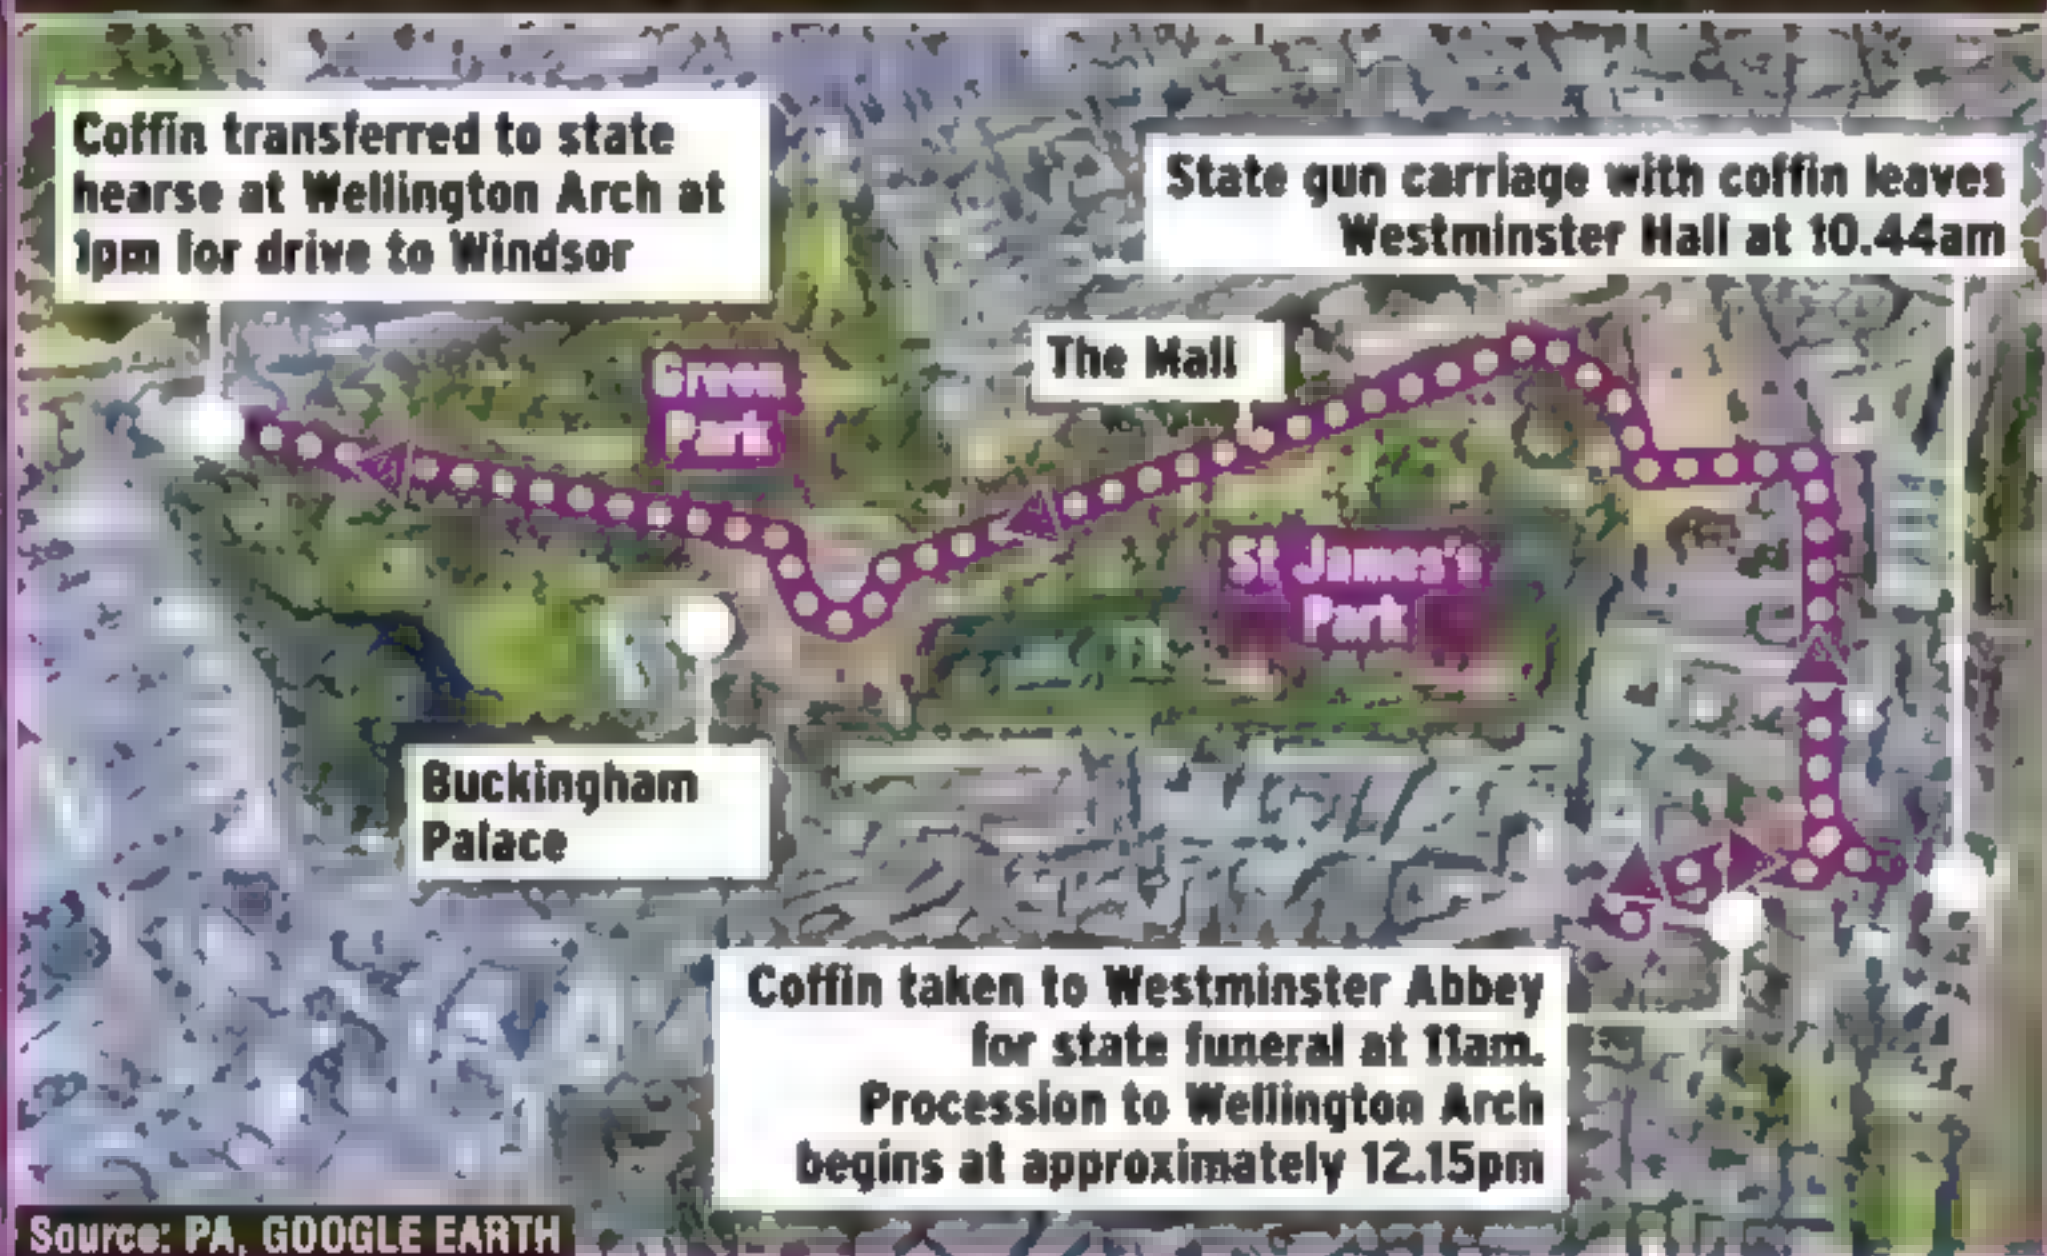 Coffin transferred to state
hearse at Wellington Arch at
1pm for drive to Windsor
State gun carriage with coffin leaves
Westminster Hall at 10.44am
The Mall
Green
Park
St James's
Park
Buckingham
Palace
Coffin taken to Westminster Abbey
for state funeral at 11am.
Procession to Wellington Arch
begins at approximately 12.15pm
Source: PA, GOOGLE EARTH